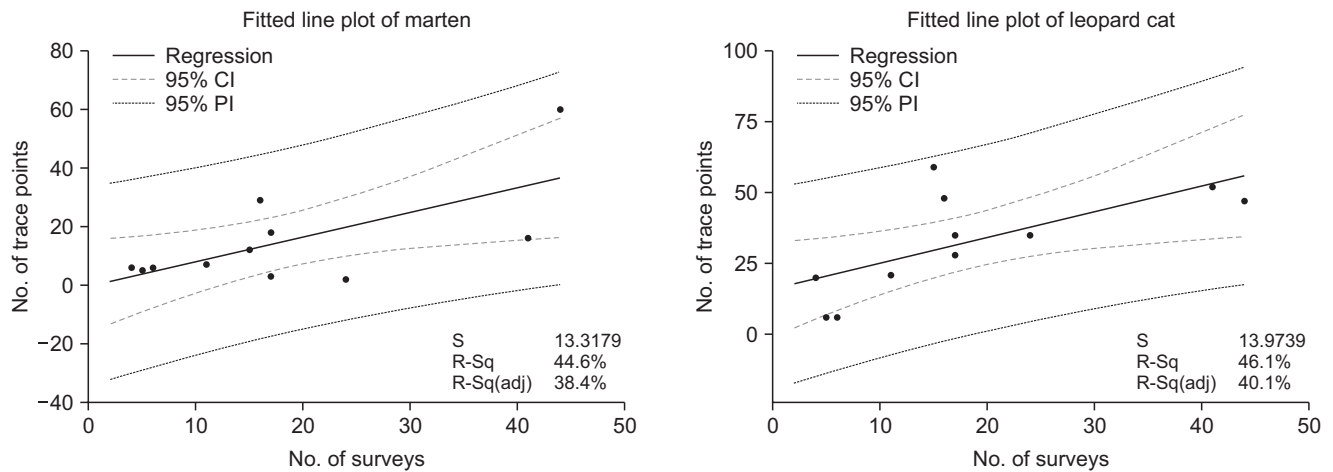 Fitted line plot of marten
80
60
40
20
0
−20
−40
No. of trace points
Regression
95% CI
95% PI
S 13.3179
R-Sq 44.6%
R-Sq(adj) 38.4%
0 10 20 30 40 50
No. of surveys
Fitted line plot of leopard cat
100
75
50
25
0
No. of trace points
Regression
95% CI
95% PI
S 13.9739
R-Sq 46.1%
R-Sq(adj) 40.1%
0 10 20 30 40 50
No. of surveys